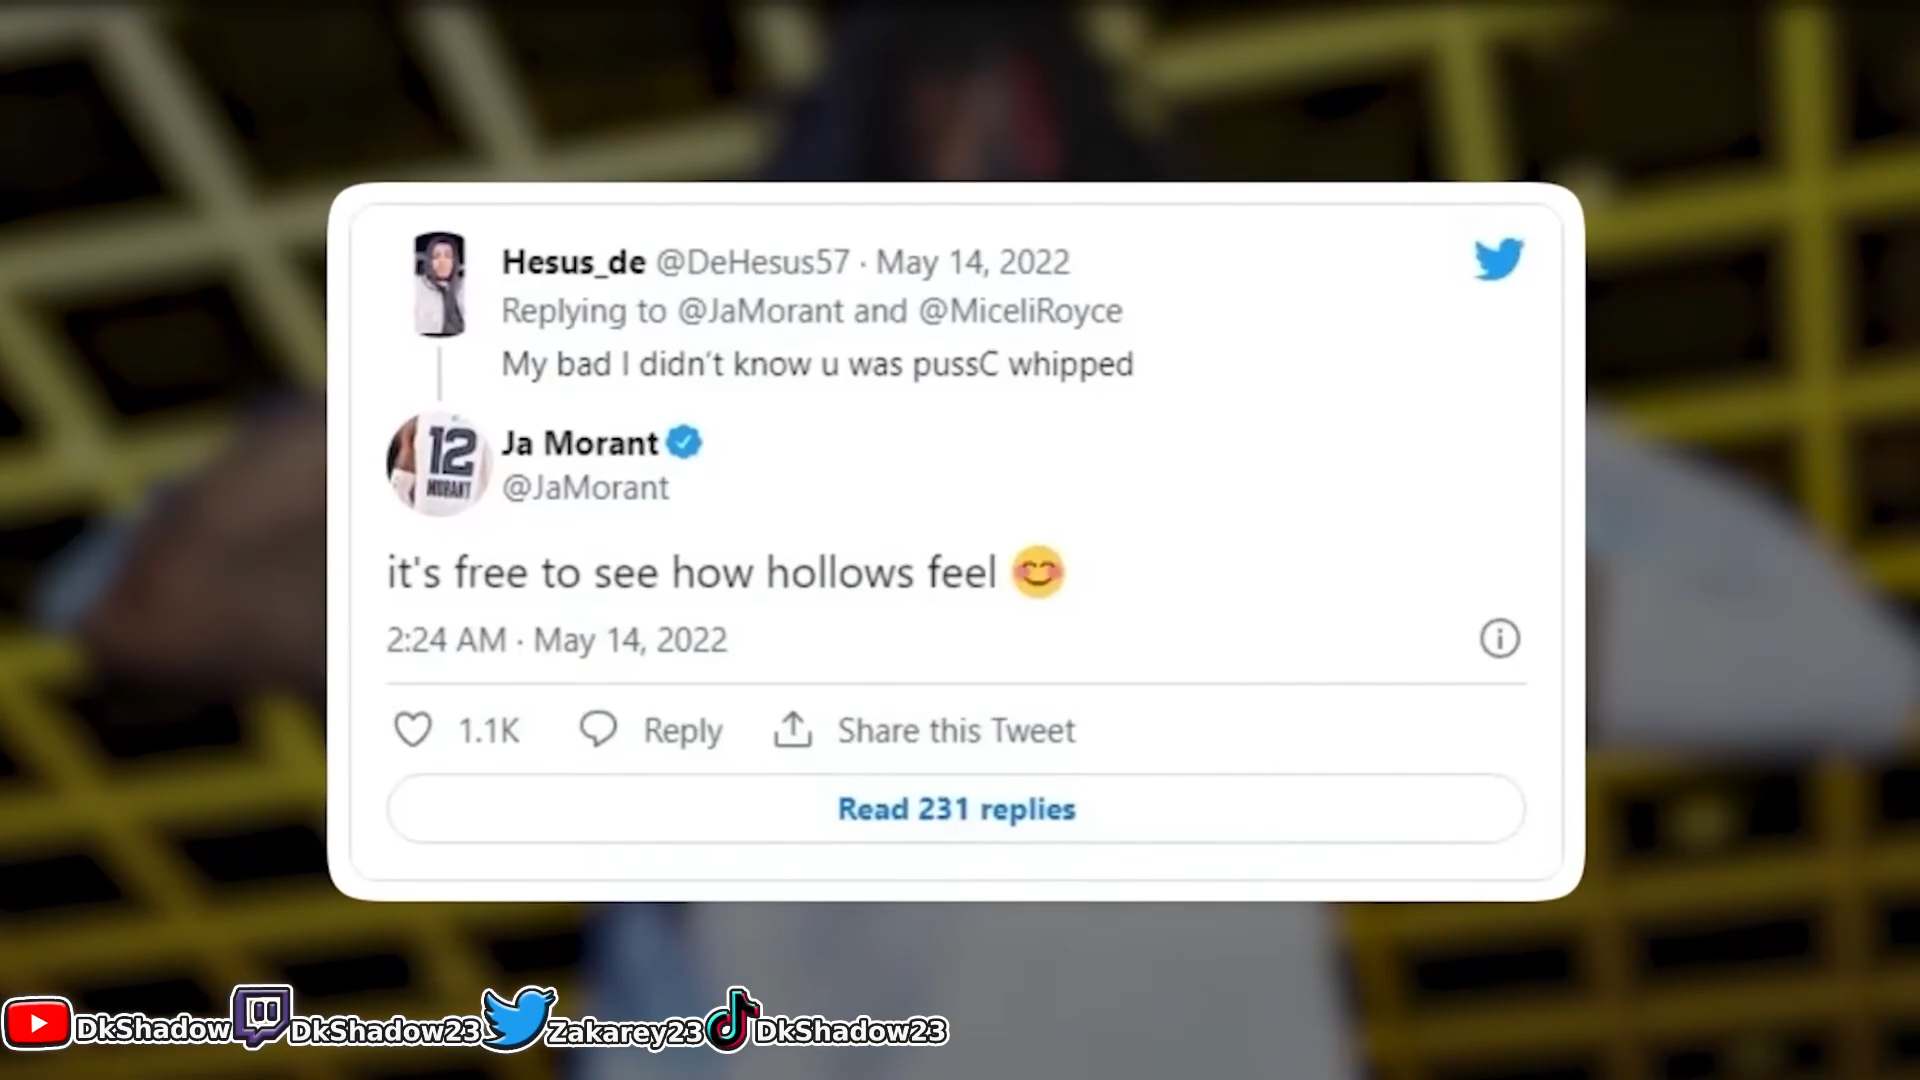 Hesus_de @DeHesus57 · May 14, 2022
Replying to @JaMorant and @MiceliRoyce
My bad I didn't know u was pussC whipped
12
MORANT
Ja Morant
@JaMorant
it's free to see how hollows feel 😊
2:24 AM · May 14, 2022
1.1K Reply Share this Tweet
Read 231 replies
DkShadow DkShadow23 Zakarey23 DkShadow23